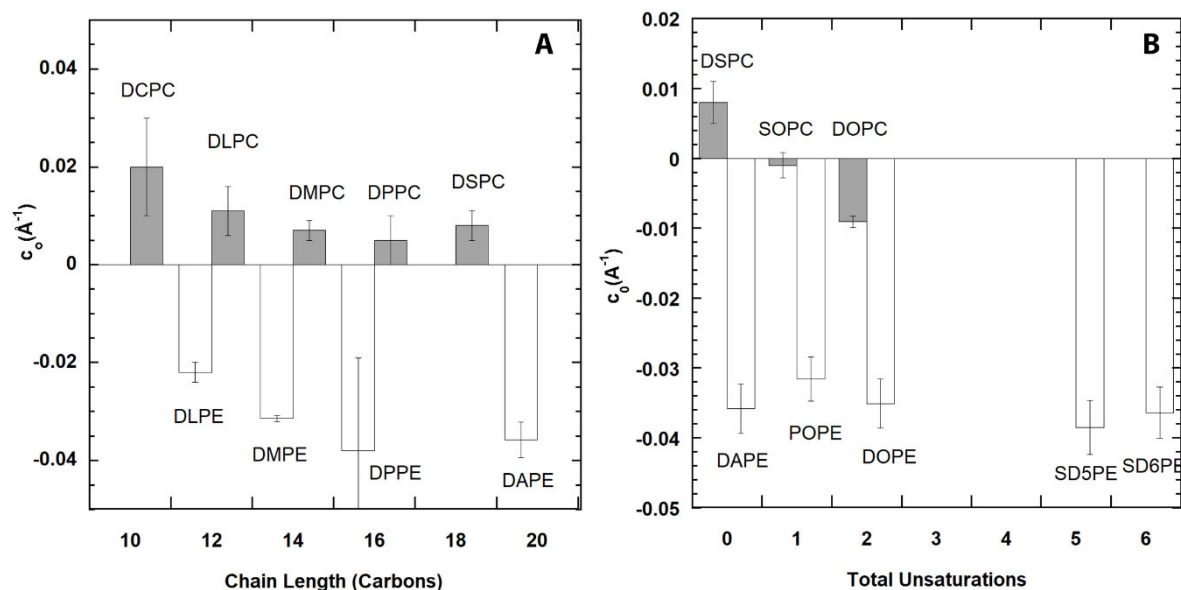 A
0.04
0.02
0
-0.02
-0.04
c₀(Å⁻¹)
DCPC
DLPC
DMPC
DPPC
DSPC
DLPE
DMPE
DPPE
DAPE
10 12 14 16 18 20
Chain Length (Carbons)
B
0.02
0.01
0
-0.01
-0.02
-0.03
-0.04
-0.05
c₀(A⁻¹)
DSPC
SOPC
DOPC
DAPE
POPE
DOPE
SD5PE
SD6PE
0 1 2 3 4 5 6
Total Unsaturations